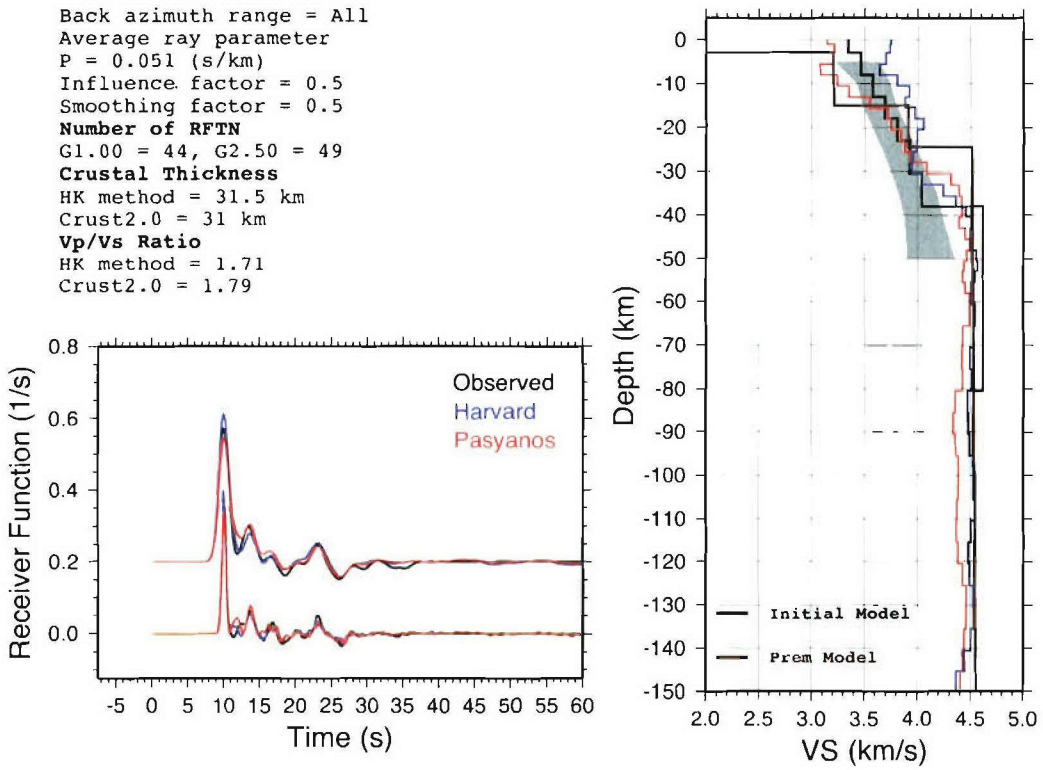 Back azimuth range = All
Average ray parameter
P = 0.051 (s/km)
Influence factor = 0.5
Smoothing factor = 0.5
Number of RFTN
G1.00 = 44, G2.50 = 49
Crustal Thickness
HK method = 31.5 km
Crust2.0 = 31 km
Vp/Vs Ratio
HK method = 1.71
Crust2.0 = 1.79
Receiver Function (1/s)
0.8
0.6
0.4
0.2
0.0
Observed
Harvard
Pasyanos
-5 0 5 10 15 20 25 30 35 40 45 50 55 60
Time (s)
Depth (km)
0
-10
-20
-30
-40
-50
-60
-70
-80
-90
-100
-110
-120
-130
-140
-150
Initial Model
Prem Model
2.0 2.5 3.0 3.5 4.0 4.5 5.0
VS (km/s)